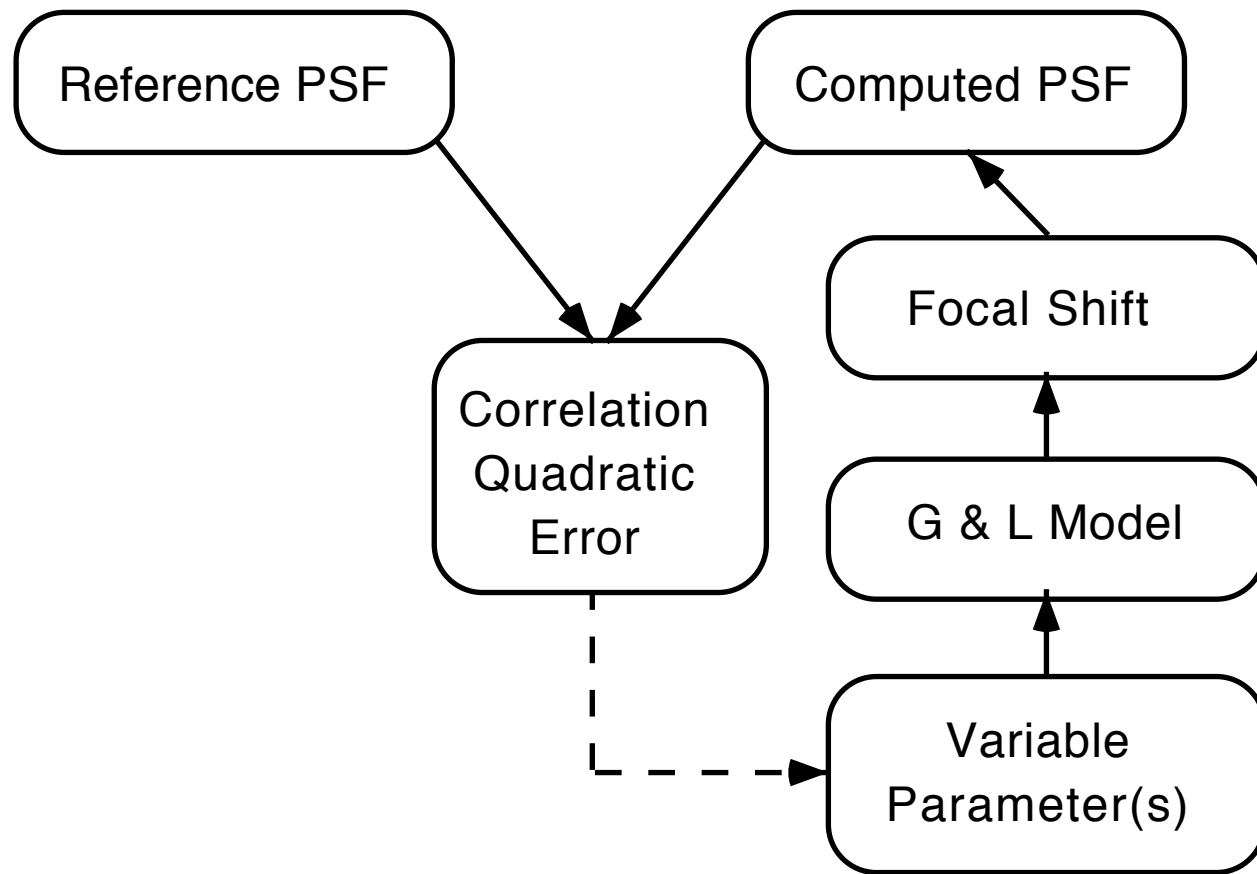 Reference PSF
Computed PSF
Focal Shift
Correlation
Quadratic
Error
G & L Model
Variable
Parameter(s)